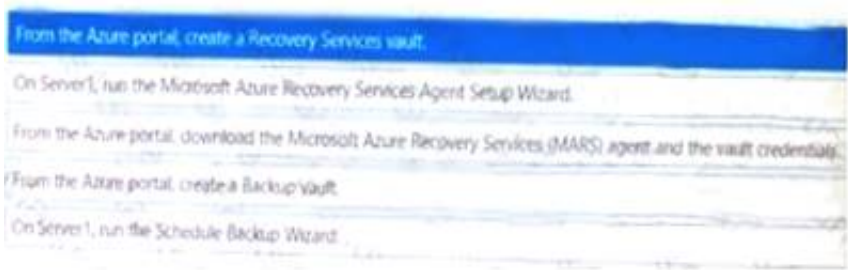 From the Azure portal, create a Recovery Services vault.
On Server1, run the Microsoft Azure Recovery Services Agent Setup Wizard.
From the Azure portal, download the Microsoft Azure Recovery Services (MARS) agent and the vault credentials.
From the Azure portal, create a Backup vault.
On Server1, run the Schedule Backup Wizard.